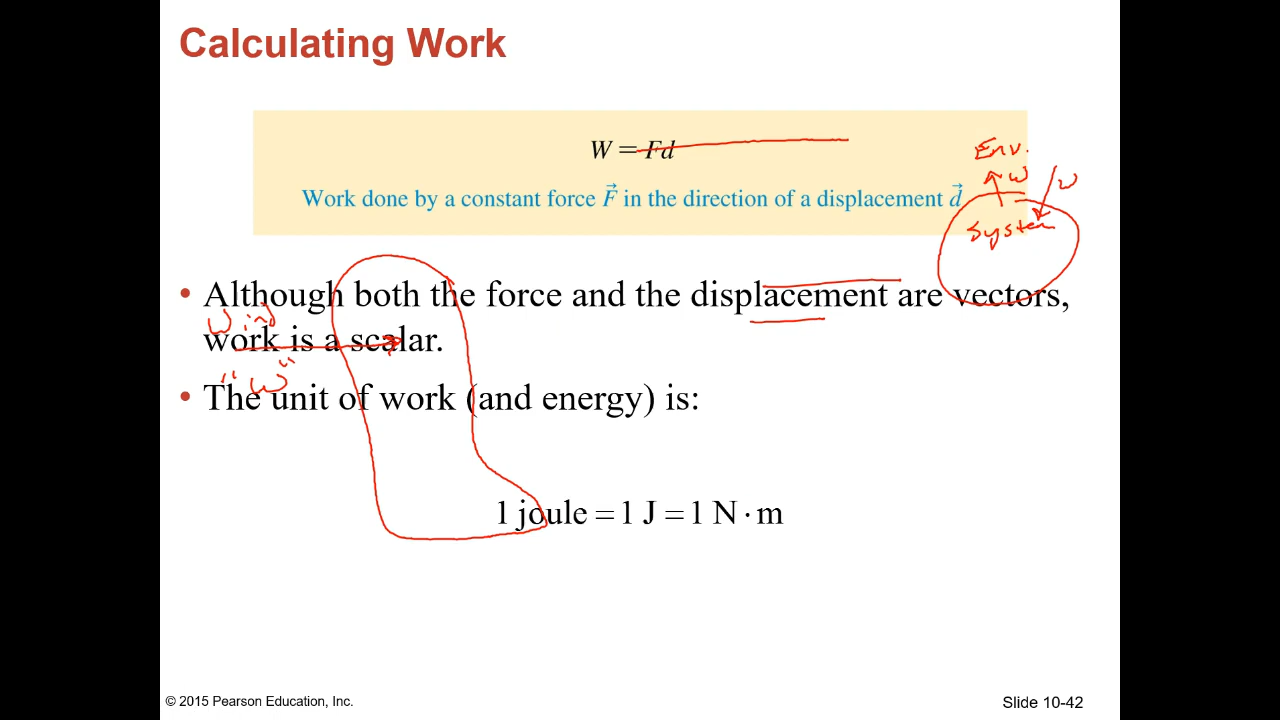 Calculating Work
W = Fd
Work done by a constant force F⃗ in the direction of a displacement d⃗
Env.
W
W
System
• Although both the force and the displacement are vectors,
work is a scalar.
Wind
"W"
• The unit of work (and energy) is:
1 joule = 1 J = 1 N · m
© 2015 Pearson Education, Inc.
Slide 10-42